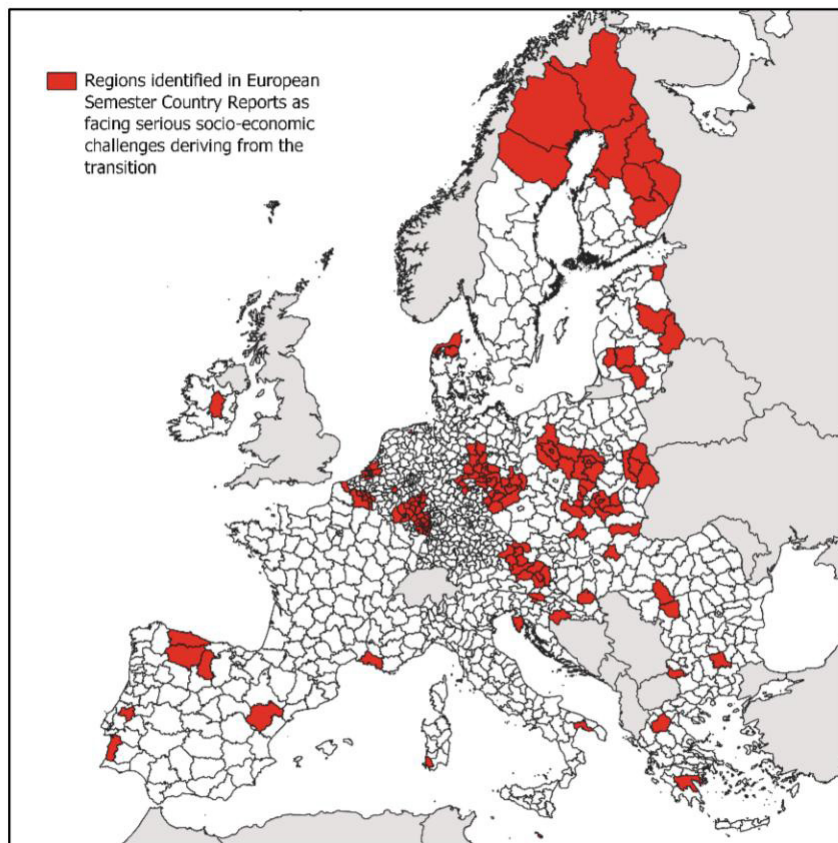 Regions identified in European
Semester Country Reports as
facing serious socio-economic
challenges deriving from the
transition